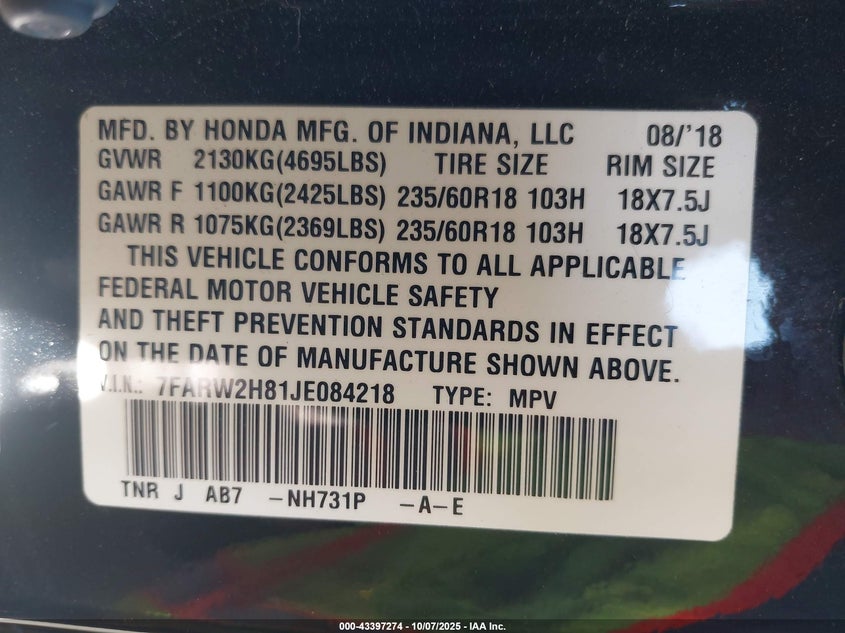 MFD. BY HONDA MFG. OF INDIANA, LLC 08/'18
GVWR 2130KG(4695LBS) TIRE SIZE RIM SIZE
GAWR F 1100KG(2425LBS) 235/60R18 103H 18X7.5J
GAWR R 1075KG(2369LBS) 235/60R18 103H 18X7.5J
THIS VEHICLE CONFORMS TO ALL APPLICABLE
FEDERAL MOTOR VEHICLE SAFETY
AND THEFT PREVENTION STANDARDS IN EFFECT
ON THE DATE OF MANUFACTURE SHOWN ABOVE.
V.I.N.: 7FARW2H81JE084218 TYPE: MPV
TNR J AB7 -NH731P -A-E
000-43397274 - 10/07/2025 - IAA Inc.